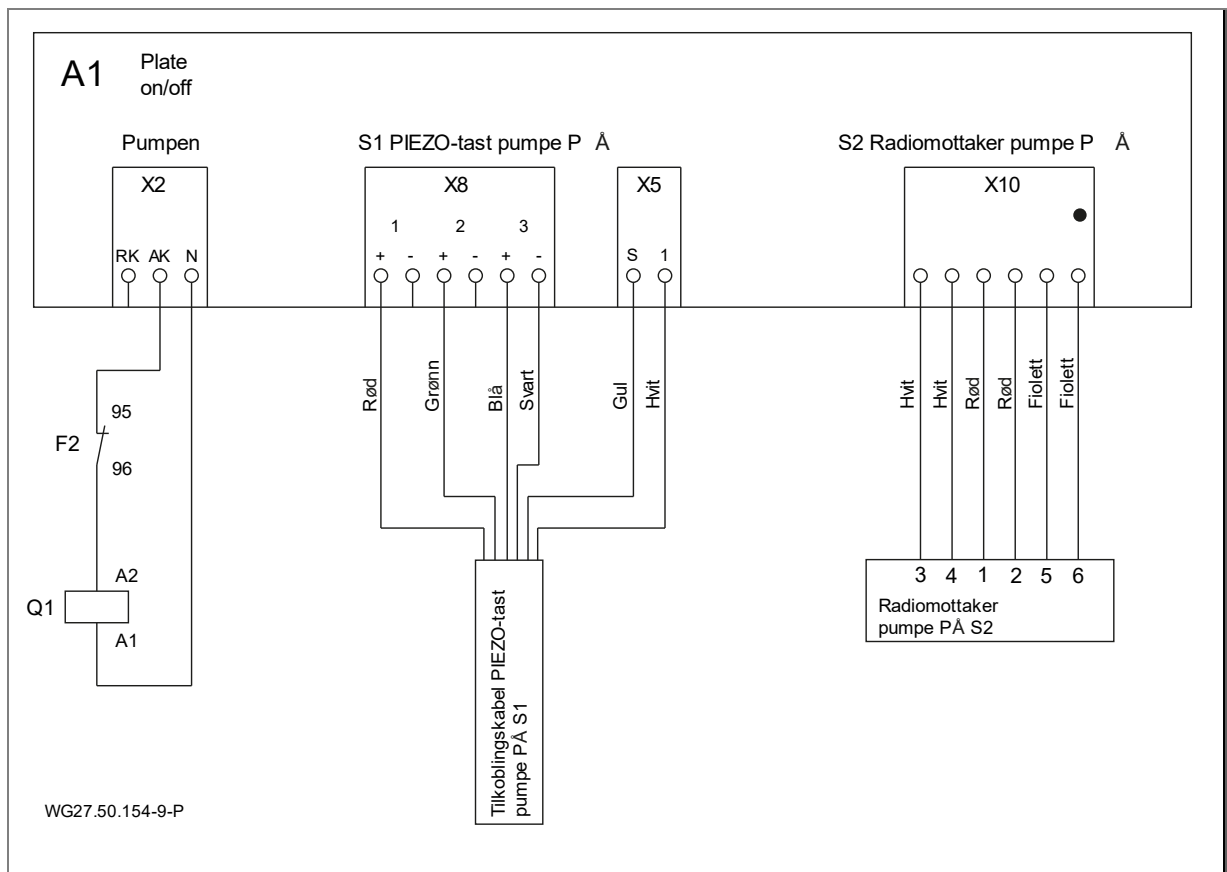 A1
Plate
on/off
Pumpen
S1 PIEZO-tast pumpe P Å
S2 Radiomottaker pumpe P Å
X2
X8
X5
X10
1 2 3
RK AK N
+ - + - + -
S 1
Rød
Grønn
Blå
Svart
Gul
Hvit
Hvit
Hvit
Rød
Rød
Fiolett
Fiolett
95
F2
96
A2
Q1
A1
Tilkoblingskabel PIEZO-tast
pumpe PÅ S1
3 4 1 2 5 6
Radiomottaker
pumpe PÅ S2
WG27.50.154-9-P